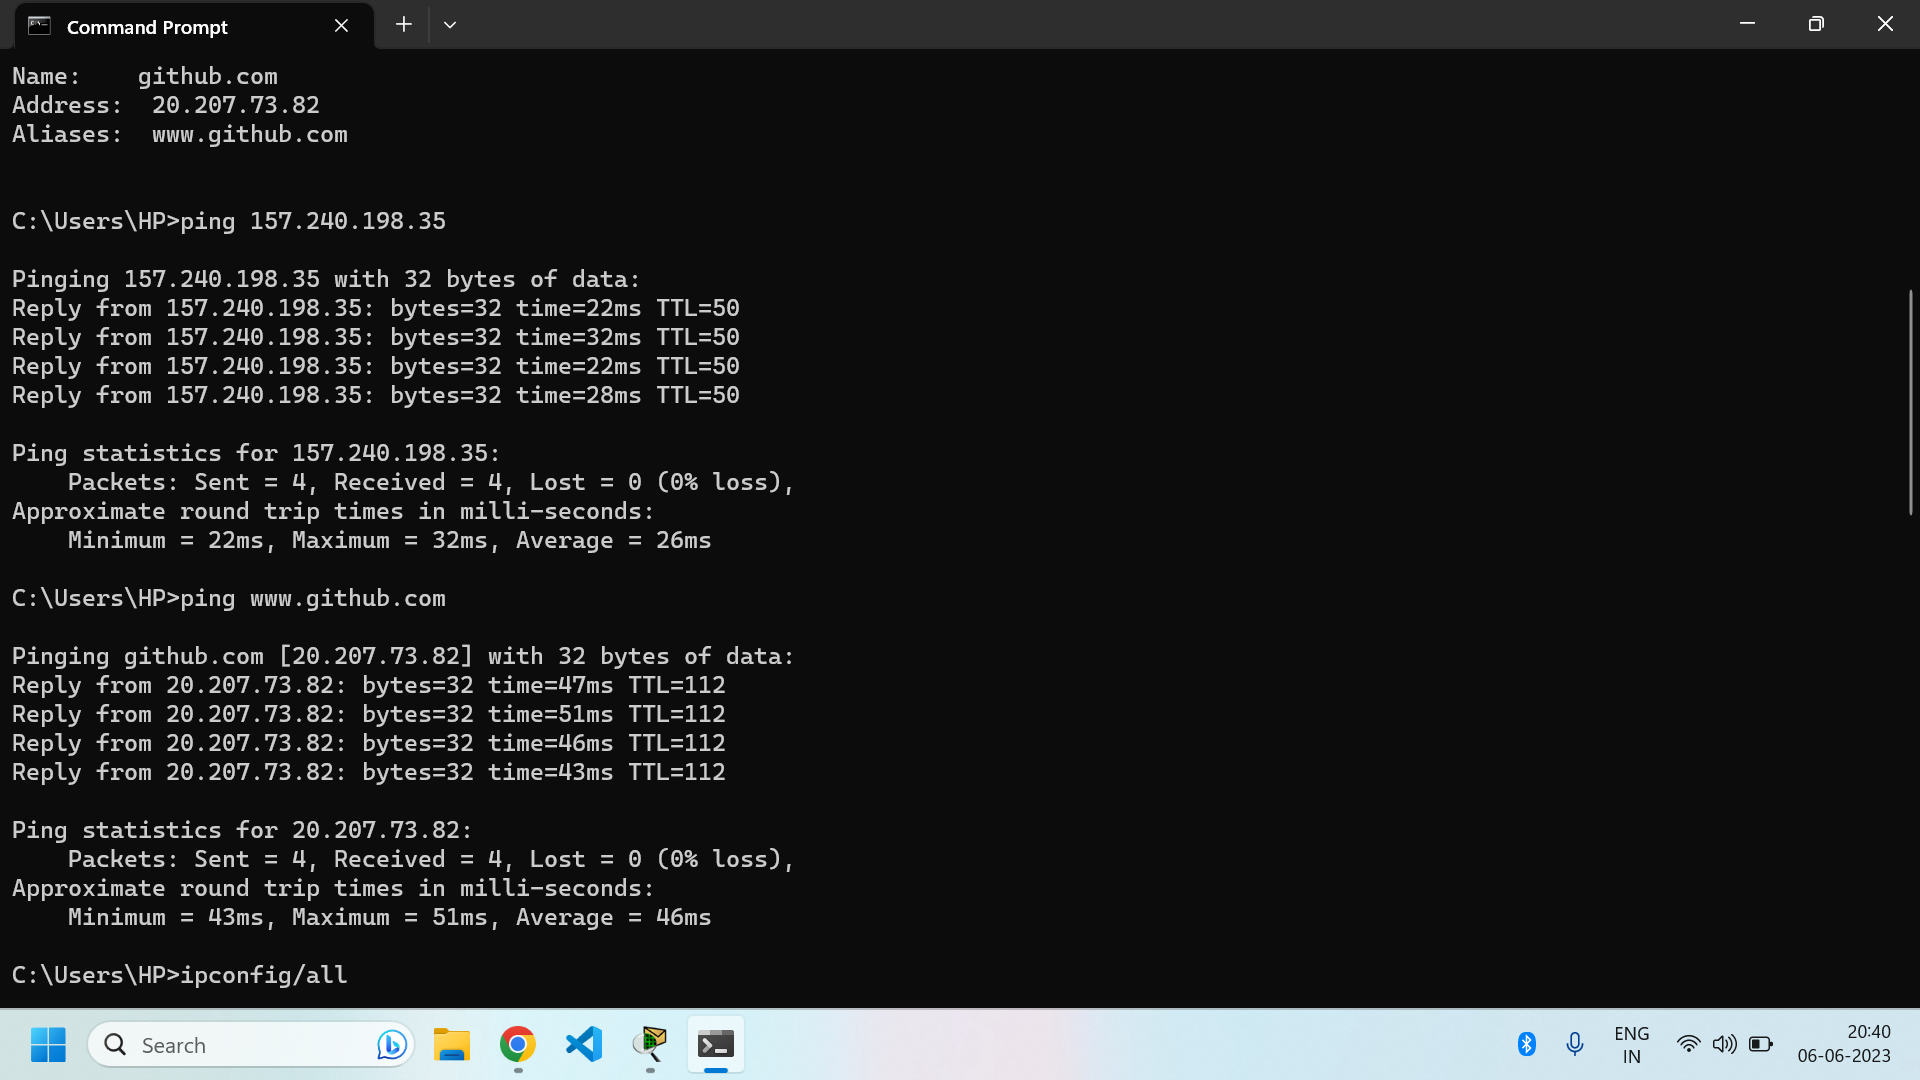 Command Prompt
Name:    github.com
Address:  20.207.73.82
Aliases:  www.github.com
C:\Users\HP>ping 157.240.198.35
Pinging 157.240.198.35 with 32 bytes of data:
Reply from 157.240.198.35: bytes=32 time=22ms TTL=50
Reply from 157.240.198.35: bytes=32 time=32ms TTL=50
Reply from 157.240.198.35: bytes=32 time=22ms TTL=50
Reply from 157.240.198.35: bytes=32 time=28ms TTL=50
Ping statistics for 157.240.198.35:
    Packets: Sent = 4, Received = 4, Lost = 0 (0% loss),
Approximate round trip times in milli-seconds:
    Minimum = 22ms, Maximum = 32ms, Average = 26ms
C:\Users\HP>ping www.github.com
Pinging github.com [20.207.73.82] with 32 bytes of data:
Reply from 20.207.73.82: bytes=32 time=47ms TTL=112
Reply from 20.207.73.82: bytes=32 time=51ms TTL=112
Reply from 20.207.73.82: bytes=32 time=46ms TTL=112
Reply from 20.207.73.82: bytes=32 time=43ms TTL=112
Ping statistics for 20.207.73.82:
    Packets: Sent = 4, Received = 4, Lost = 0 (0% loss),
Approximate round trip times in milli-seconds:
    Minimum = 43ms, Maximum = 51ms, Average = 46ms
C:\Users\HP>ipconfig/all
Search
ENG
IN
20:40
06-06-2023